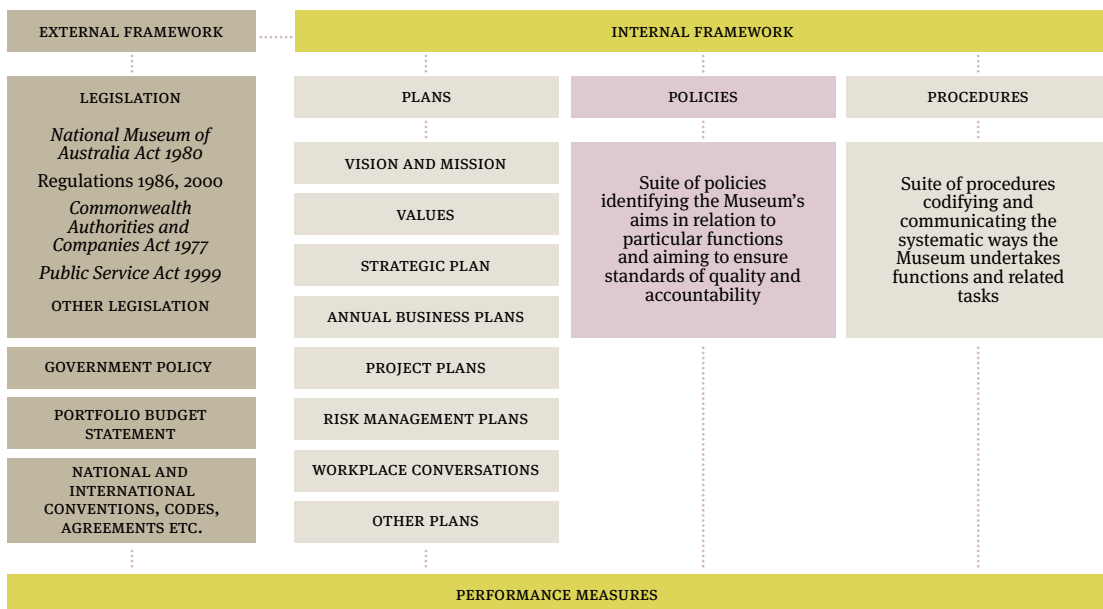 EXTERNAL FRAMEWORK
INTERNAL FRAMEWORK
LEGISLATION
National Museum of
Australia Act 1980
Regulations 1986, 2000
Commonwealth
Authorities and
Companies Act 1977
Public Service Act 1999
OTHER LEGISLATION
GOVERNMENT POLICY
PORTFOLIO BUDGET
STATEMENT
NATIONAL AND
INTERNATIONAL
CONVENTIONS, CODES,
AGREEMENTS ETC.
PLANS
VISION AND MISSION
VALUES
STRATEGIC PLAN
ANNUAL BUSINESS PLANS
PROJECT PLANS
RISK MANAGEMENT PLANS
WORKPLACE CONVERSATIONS
OTHER PLANS
POLICIES
Suite of policies
identifying the Museum’s
aims in relation to
particular functions
and aiming to ensure
standards of quality and
accountability
PROCEDURES
Suite of procedures
codifying and
communicating the
systematic ways the
Museum undertakes
functions and related
tasks
PERFORMANCE MEASURES